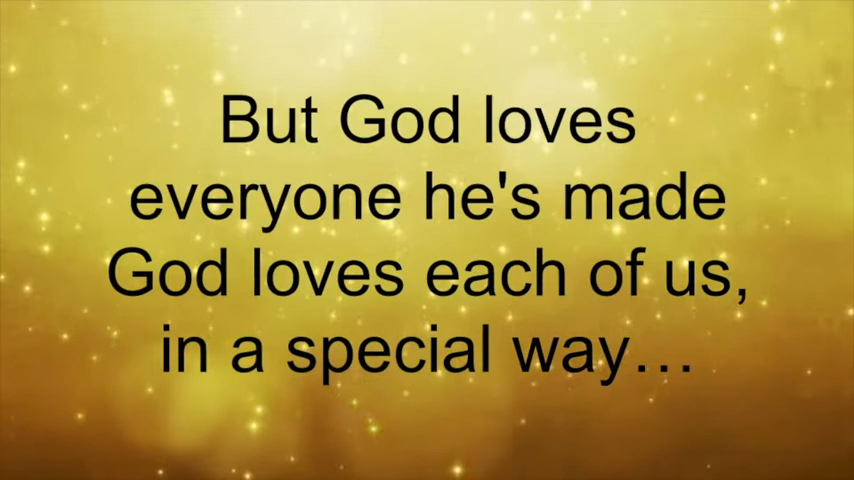 But God loves
everyone he's made
God loves each of us,
in a special way…